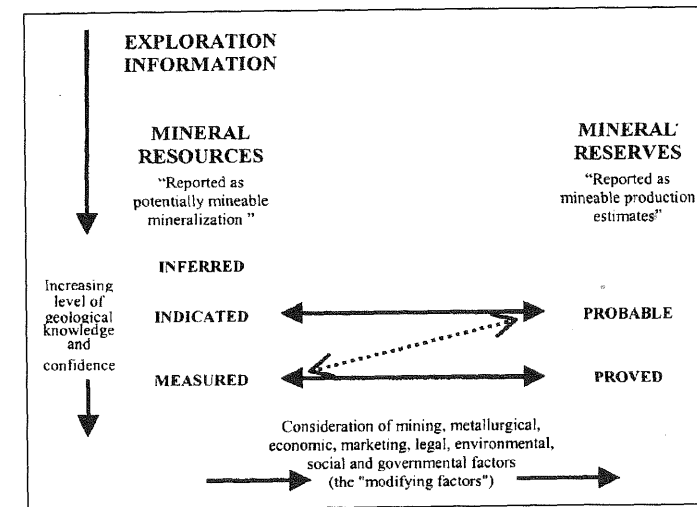 EXPLORATION
INFORMATION
MINERAL
RESOURCES
"Reported as
potentially mineable
mineralization "
MINERAL
RESERVES
"Reported as
mineable production
estimates"
Increasing
level of
geological
knowledge
and
confidence
INFERRED
INDICATED
PROBABLE
MEASURED
PROVED
Consideration of mining, metallurgical,
economic, marketing, legal, environmental,
social and governmental factors
(the "modifying factors")